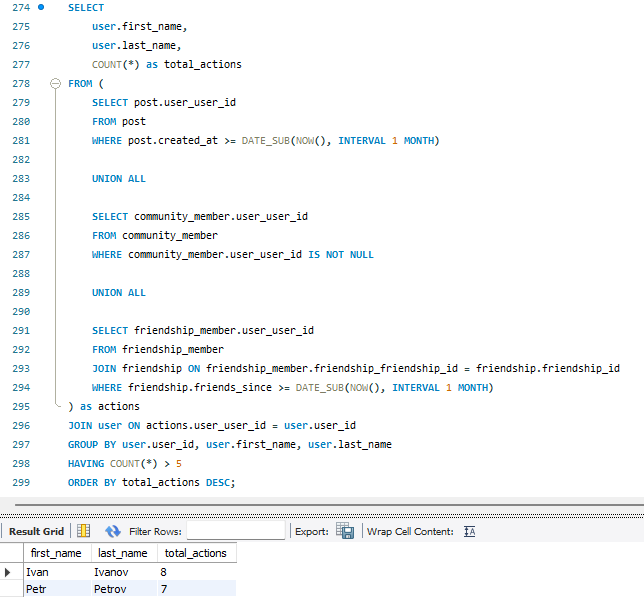 274 SELECT
275 user.first_name,
276 user.last_name,
277 COUNT(*) as total_actions
278 FROM (
279 SELECT post.user_user_id
280 FROM post
281 WHERE post.created_at >= DATE_SUB(NOW(), INTERVAL 1 MONTH)
282
283 UNION ALL
284
285 SELECT community_member.user_user_id
286 FROM community_member
287 WHERE community_member.user_user_id IS NOT NULL
288
289 UNION ALL
290
291 SELECT friendship_member.user_user_id
292 FROM friendship_member
293 JOIN friendship ON friendship_member.friendship_friendship_id = friendship.friendship_id
294 WHERE friendship.friends_since >= DATE_SUB(NOW(), INTERVAL 1 MONTH)
295 ) as actions
296 JOIN user ON actions.user_user_id = user.user_id
297 GROUP BY user.user_id, user.first_name, user.last_name
298 HAVING COUNT(*) > 5
299 ORDER BY total_actions DESC;
Result Grid Filter Rows: Export: Wrap Cell Content: IA
first_name last_name total_actions
Ivan Ivanov 8
Petr Petrov 7